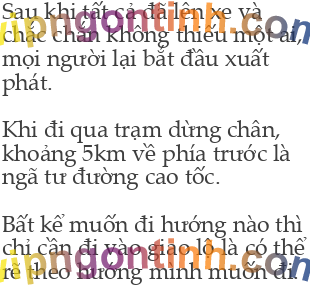 Sau khi tất cả đã lên xe và
chắc chắn không thiếu một ai,
mọi người lại bắt đầu xuất
phát.
Khi đi qua trạm dừng chân,
khoảng 5km về phía trước là
ngã tư đường cao tốc.
Bất kể muốn đi hướng nào thì
chỉ cần đi vào giao lộ là có thể
rẽ theo hướng mình muốn đi.
vipngontinh.com
vipngontinh.com